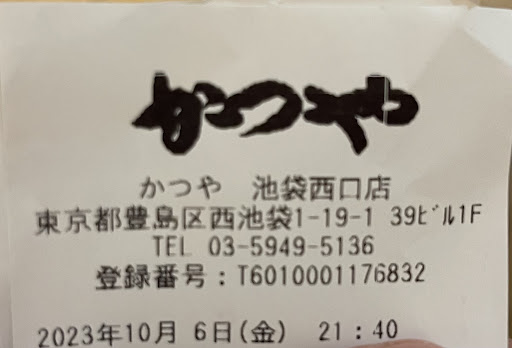 かつや
かつや 池袋西口店
東京都豊島区西池袋1-19-1 39ﾋﾞﾙ1F
TEL 03-5949-5136
登録番号：T6010001176832
2023年10月 6日(金) 21：40